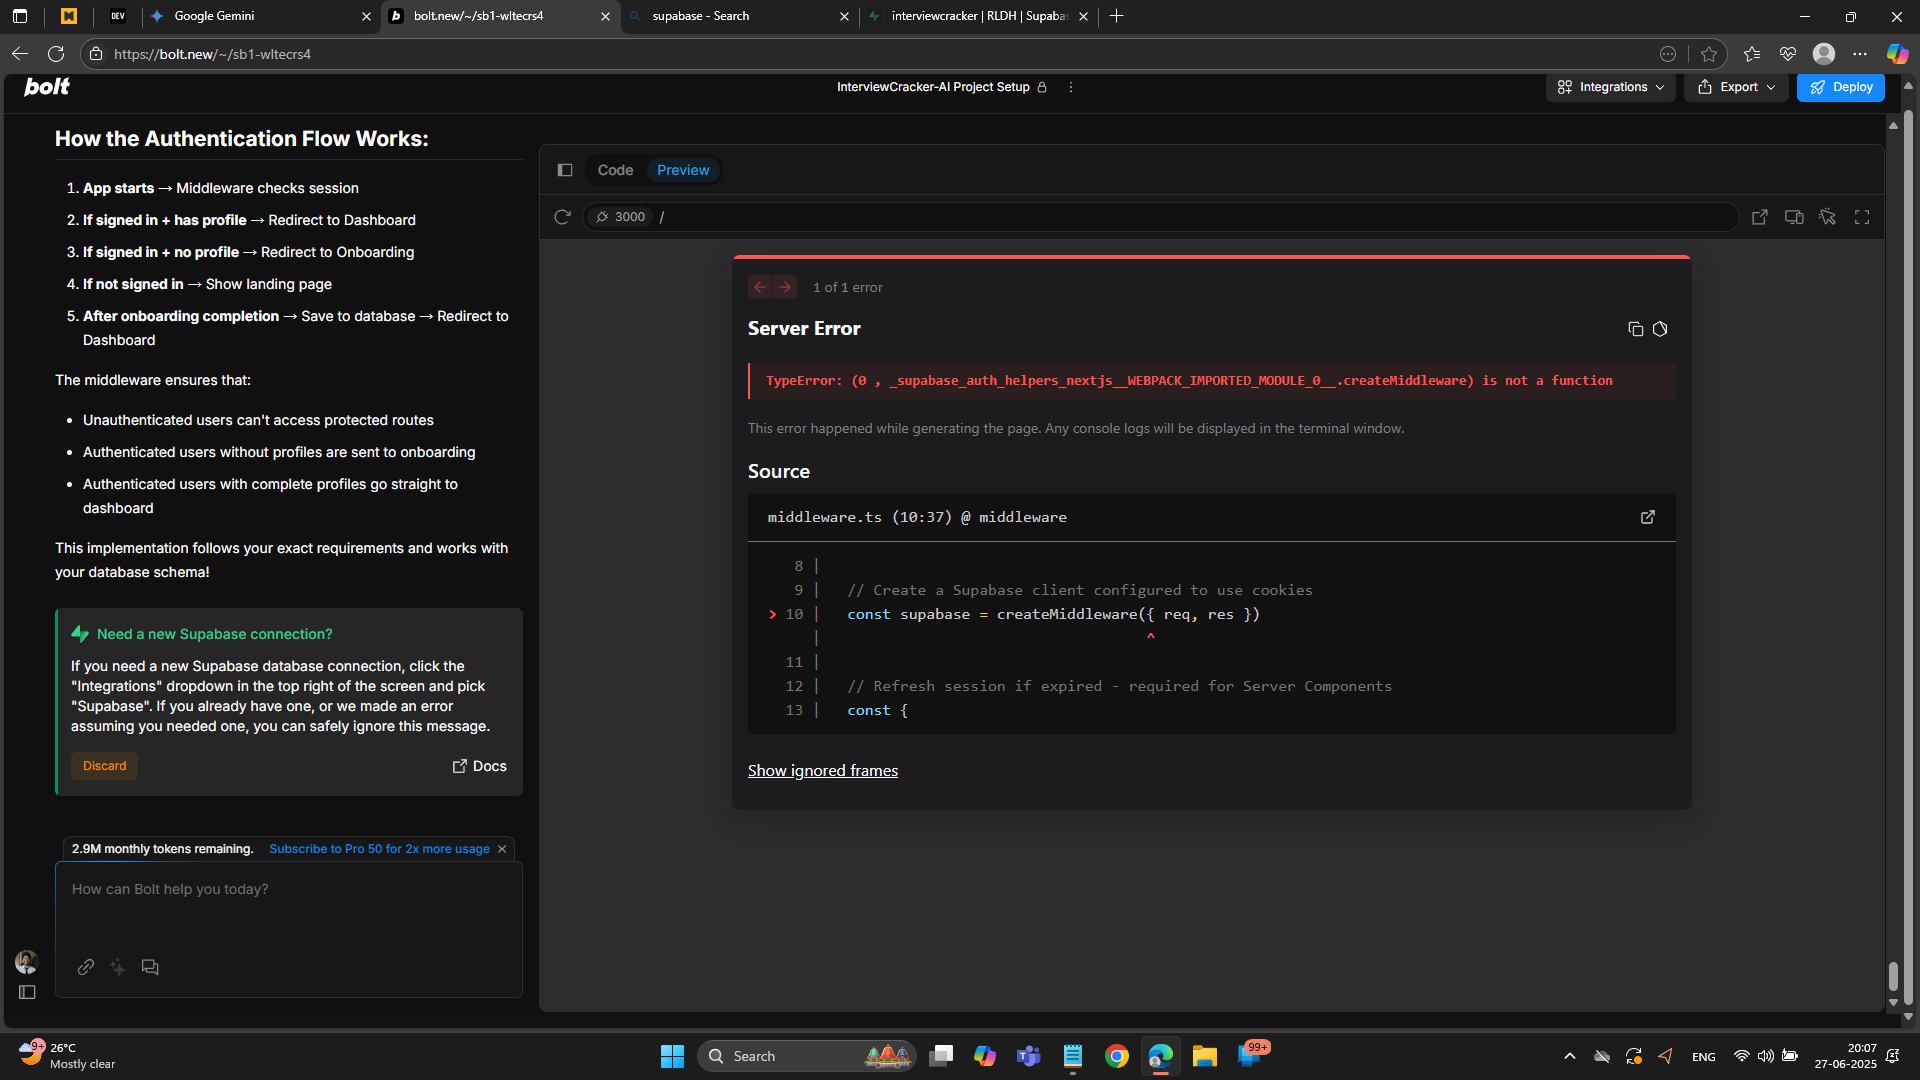 Google Gemini
bolt.new/~/sb1-wltecrs4
supabase - Search
interviewcracker | RLDH | Supabas
https://bolt.new/~/sb1-wltecrs4
bolt
InterviewCracker-AI Project Setup
Integrations
Export
Deploy
How the Authentication Flow Works:
1. App starts → Middleware checks session
2. If signed in + has profile → Redirect to Dashboard
3. If signed in + no profile → Redirect to Onboarding
4. If not signed in → Show landing page
5. After onboarding completion → Save to database → Redirect to
Dashboard
The middleware ensures that:
• Unauthenticated users can't access protected routes
• Authenticated users without profiles are sent to onboarding
• Authenticated users with complete profiles go straight to
dashboard
This implementation follows your exact requirements and works with
your database schema!
Need a new Supabase connection?
If you need a new Supabase database connection, click the
"Integrations" dropdown in the top right of the screen and pick
"Supabase". If you already have one, or we made an error
assuming you needed one, you can safely ignore this message.
Discard
Docs
2.9M monthly tokens remaining. Subscribe to Pro 50 for 2x more usage
How can Bolt help you today?
Code
Preview
3000 /
1 of 1 error
Server Error
TypeError: (0 , _supabase_auth_helpers_nextjs__WEBPACK_IMPORTED_MODULE_0__.createMiddleware) is not a function
This error happened while generating the page. Any console logs will be displayed in the terminal window.
Source
middleware.ts (10:37) @ middleware
8 |
9 | // Create a Supabase client configured to use cookies
> 10 | const supabase = createMiddleware({ req, res })
| ^
11 |
12 | // Refresh session if expired - required for Server Components
13 | const {
Show ignored frames
9+
26°C
Mostly clear
Search
99+
ENG
20:07
27-06-2025
DEV